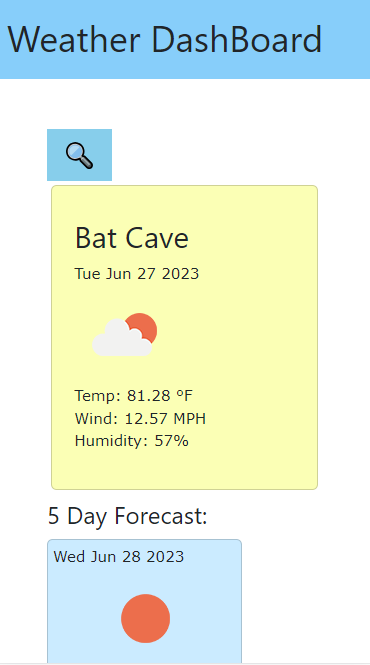 Weather DashBoard
Bat Cave
Tue Jun 27 2023
Temp: 81.28 °F
Wind: 12.57 MPH
Humidity: 57%
5 Day Forecast:
Wed Jun 28 2023